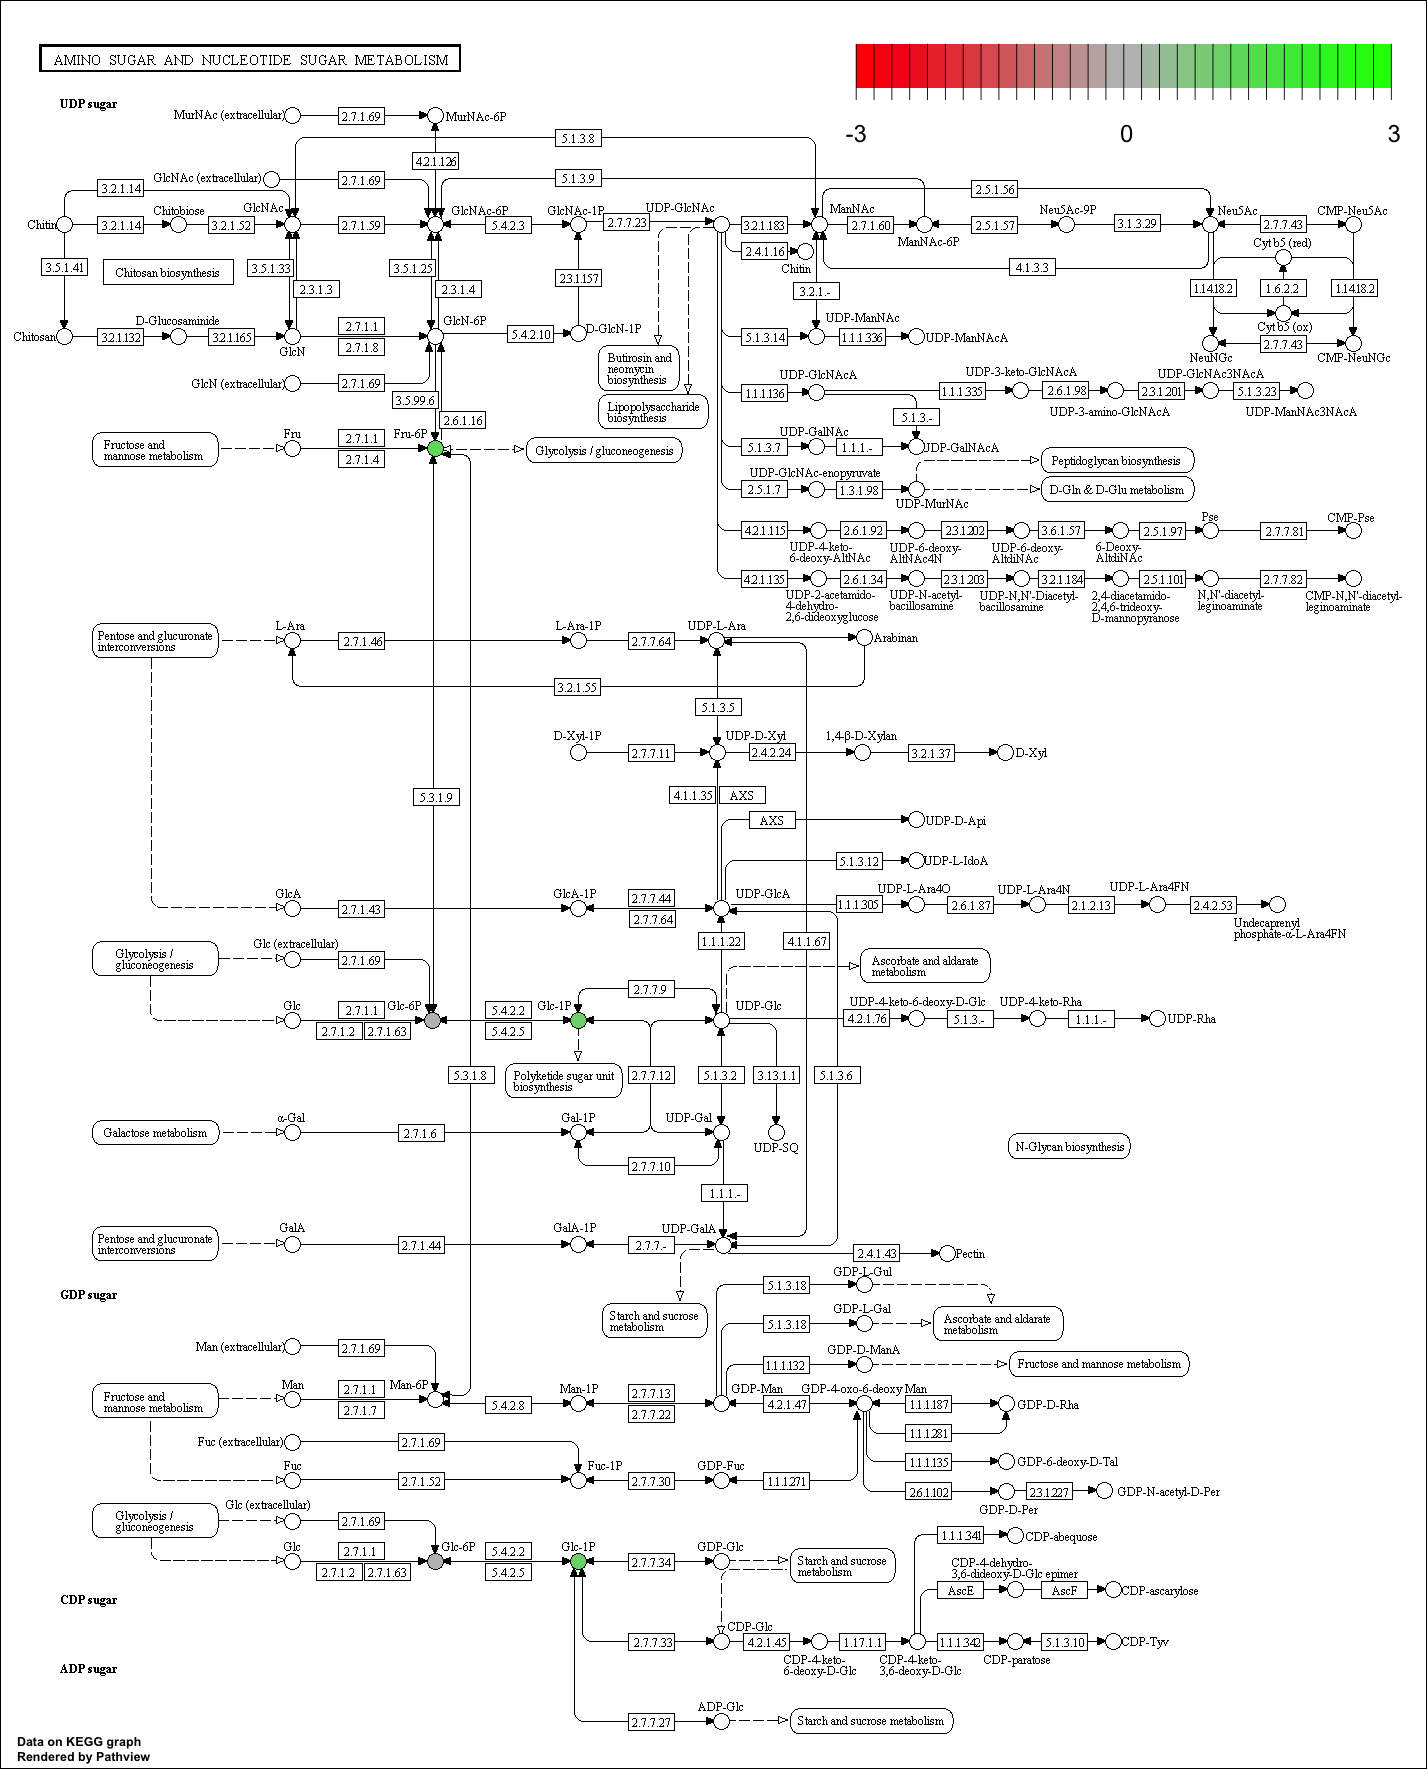 AMINO SUGAR AND NUCLEOTIDE SUGAR METABOLISM
-3 0 3
UDP sugar
MurNAc (extracellular) 2.7.1.69 MurNAc-6P
5.1.3.8
4.2.1.126
GlcNAc (extracellular) 2.7.1.69 5.1.3.9
3.2.1.14 2.5.1.56
Chitobiose GlcNAc GlcNAc-6P GlcNAc-1P UDP-GlcNAc ManNAc Neu5Ac-9P Neu5Ac CMP-Neu5Ac
Chitin 3.2.1.14 3.2.1.52 2.7.1.59 5.4.2.3 2.7.7.23 3.2.1.183 2.7.1.60 2.5.1.57 3.1.3.29 2.7.7.43
ManNAc-6P Cyt b5 (red)
2.4.1.16
Chitin
3.5.1.41 Chitosan biosynthesis 3.5.1.33 3.5.1.25 2.3.1.157 4.1.3.3
2.3.1.3 2.3.1.4 3.2.1.- 1.14.18.2 1.6.2.2 1.14.18.2
D-Glucosaminide GlcN-6P UDP-ManNAc
2.7.1.1 Cyt b5 (ox)
Chitosan 3.2.1.132 3.2.1.165 5.4.2.10 D-GlcN-1P 5.1.3.14 1.1.1.336 UDP-ManNAcA
GlcN 2.7.1.8 2.7.7.43
NeuNGc CMP-NeuNGc
Butirosin and
neomycin
biosynthesis
GlcN (extracellular) 2.7.1.69
UDP-GlcNAcA UDP-3-keto-GlcNAcA UDP-GlcNAc3NAcA
1.1.1.136 1.1.1.335 2.6.1.98 2.3.1.201 5.1.3.23
3.5.99.6 UDP-3-amino-GlcNAcA UDP-ManNAc3NAcA
Lipopolysaccharide
biosynthesis
2.6.1.16 5.1.3.-
Fru Fru-6P UDP-GalNAc
Fructose and
mannose metabolism
2.7.1.1
2.7.1.4
Glycolysis / gluconeogenesis
5.1.3.7 1.1.1.- UDP-GalNAcA
Peptidoglycan biosynthesis
UDP-GlcNAc-enopyruvate
2.5.1.7 1.3.1.98 D-Gln & D-Glu metabolism
UDP-MurNAc
Pse CMP-Pse
4.2.1.115 2.6.1.92 2.3.1.202 3.6.1.57 2.5.1.97 2.7.7.81
UDP-4-keto-
6-deoxy-AltNAc
UDP-6-deoxy-
AltNAc4N
UDP-6-deoxy-
AltdiNAc
6-Deoxy-
AltdiNAc
4.2.1.135 2.6.1.34 2.3.1.203 3.2.1.184 2.5.1.101 2.7.7.82
UDP-2-acetamido-
4-dehydro-
2,6-dideoxyglucose
UDP-N-acetyl-
bacillosamine
UDP-N,N'-Diacetyl-
bacillosamine
2,4-diacetamido-
2,4,6-trideoxy-
D-mannopyranose
N,N'-diacetyl-
leginoaminate
CMP-N,N'-diacetyl-
leginoaminate
Pentose and glucuronate
interconversions
L-Ara L-Ara-1P UDP-L-Ara
2.7.1.46 2.7.7.64 Arabinan
3.2.1.55
5.1.3.5
D-Xyl-1P UDP-D-Xyl 1,4-β-D-Xylan
2.7.7.11 2.4.2.24 3.2.1.37 D-Xyl
5.3.1.9 4.1.1.35 AXS
AXS UDP-D-Api
5.1.3.12 UDP-L-IdoA
GlcA GlcA-1P UDP-GlcA UDP-L-Ara4O UDP-L-Ara4N UDP-L-Ara4FN
2.7.1.43 2.7.7.44 1.1.1.305 2.6.1.87 2.1.2.13 2.4.2.53
2.7.7.64
Undecaprenyl
phosphate-α-L-Ara4FN
1.1.1.22 4.1.1.67
Glycolysis /
gluconeogenesis
Glc (extracellular)
2.7.1.69
Ascorbate and aldarate
metabolism
2.7.7.9
Glc 2.7.1.1 Glc-6P 5.4.2.2 Glc-1P UDP-Glc UDP-4-keto-6-deoxy-D-Glc UDP-4-keto-Rha
2.7.1.2 2.7.1.63 5.4.2.5 4.2.1.76 5.1.3.- 1.1.1.- UDP-Rha
5.3.1.8
Polyketide sugar unit
biosynthesis
2.7.7.12 5.1.3.2 3.13.1.1 5.1.3.6
α-Gal Gal-1P UDP-Gal
Galactose metabolism 2.7.1.6
UDP-SQ
N-Glycan biosynthesis
2.7.7.10
1.1.1.-
Pentose and glucuronate
interconversions
GalA GalA-1P UDP-GalA
2.7.1.44 2.7.7.- 2.4.1.43 Pectin
GDP-L-Gul
5.1.3.18
GDP sugar
Starch and sucrose
metabolism
GDP-L-Gal
5.1.3.18
Ascorbate and aldarate
metabolism
Man (extracellular) 2.7.1.69
GDP-D-ManA
1.1.1.132 Fructose and mannose metabolism
Fructose and
mannose metabolism
Man 2.7.1.1 Man-6P Man-1P 2.7.7.13 GDP-Man GDP-4-oxo-6-deoxy Man
2.7.1.7 5.4.2.8 2.7.7.22 4.2.1.47 1.1.1.187 GDP-D-Rha
1.1.1.281
Fuc (extracellular) 2.7.1.69
1.1.1.135 GDP-6-deoxy-D-Tal
Fuc Fuc-1P GDP-Fuc
2.7.1.52 2.7.7.30 1.1.1.271
2.6.1.102 2.3.1.227 GDP-N-acetyl-D-Per
GDP-D-Per
Glycolysis /
gluconeogenesis
Glc (extracellular)
2.7.1.69
1.1.1.341 CDP-abequose
Glc 2.7.1.1 Glc-6P 5.4.2.2 Glc-1P GDP-Glc
2.7.1.2 2.7.1.63 5.4.2.5 2.7.7.34
Starch and sucrose
metabolism
CDP-4-dehydro-
3,6-dideoxy-D-Glc epimer
AscE AscF CDP-ascarylose
CDP sugar
CDP-Glc
2.7.7.33 4.2.1.45 1.17.1.1 1.1.1.342 5.1.3.10 CDP-Tyv
CDP-4-keto-
6-deoxy-D-Glc
CDP-4-keto-
3,6-deoxy-D-Glc
CDP-paratose
ADP sugar
ADP-Glc
2.7.7.27 Starch and sucrose metabolism
Data on KEGG graph
Rendered by Pathview